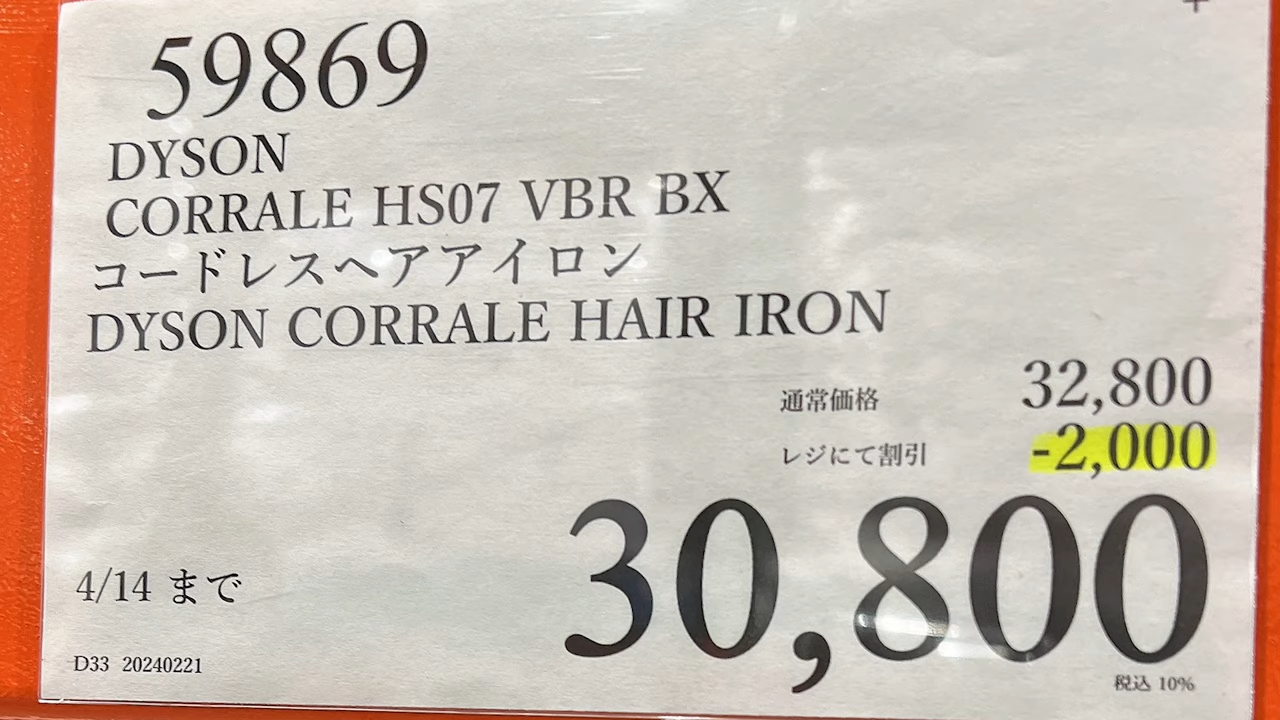 59869
DYSON
CORRALE HS07 VBR BX
コードレスヘアアイロン
DYSON CORRALE HAIR IRON
通常価格 32,800
レジにて割引 -2,000
30,800
4/14 まで
D33 20240221
税込 10%